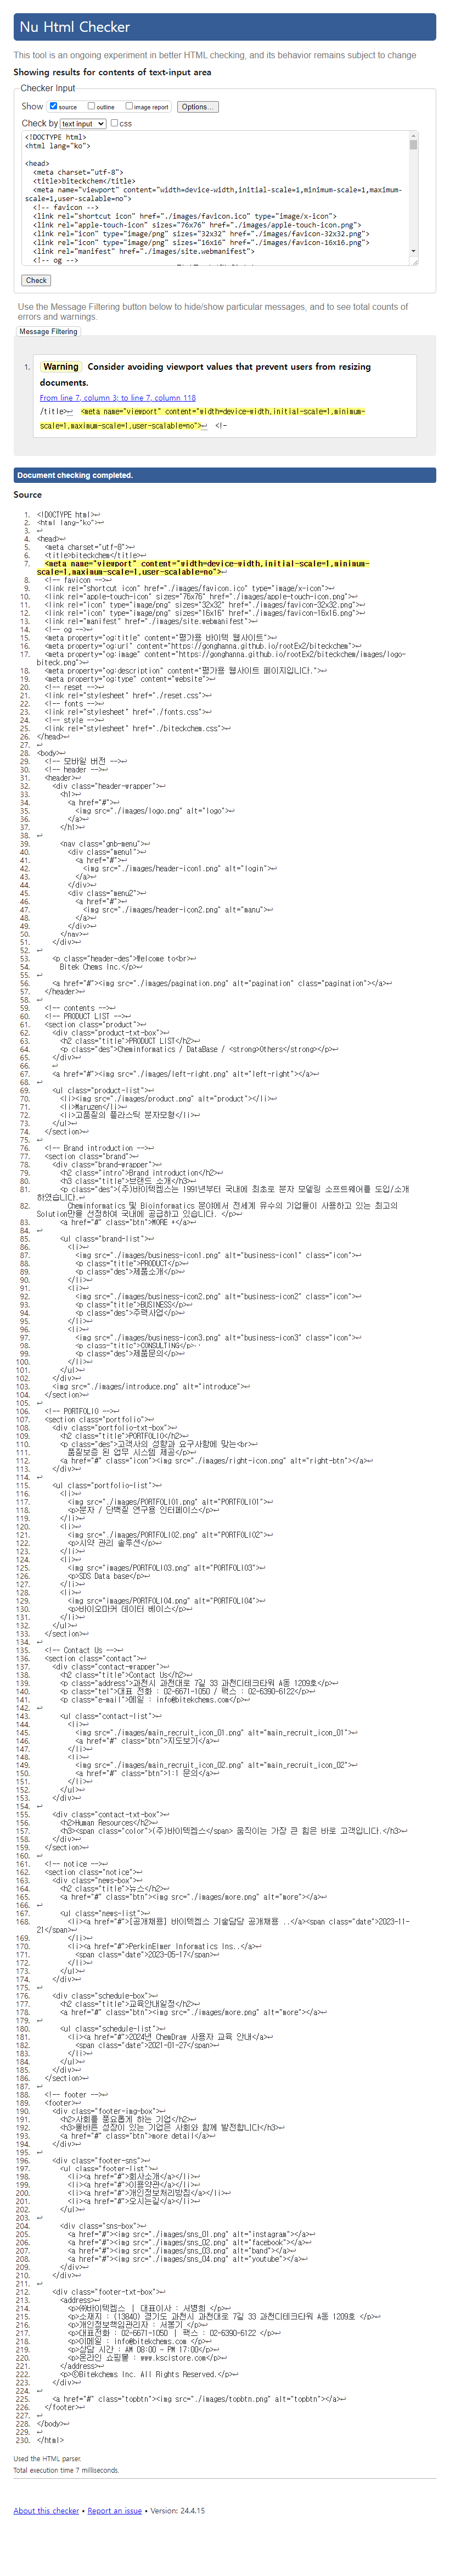 Nu Html Checker
This tool is an ongoing experiment in better HTML checking, and its behavior remains subject to change
Showing results for contents of text-input area
Checker Input
Show source outline image report Options...
Check by text input css
<!DOCTYPE html>
<html lang="ko">
<head>
<meta charset="utf-8">
<title>biteckchem</title>
<meta name="viewport" content="width=device-width,initial-scale=1,minimum-scale=1,maximum-
scale=1,user-scalable=no">
<!-- favicon -->
<link rel="shortcut icon" href="./images/favicon.ico" type="image/x-icon">
<link rel="apple-touch-icon" sizes="76x76" href="./images/apple-touch-icon.png">
<link rel="icon" type="image/png" sizes="32x32" href="./images/favicon-32x32.png">
<link rel="icon" type="image/png" sizes="16x16" href="./images/favicon-16x16.png">
<link rel="manifest" href="./images/site.webmanifest">
<!-- og -->
Check
Use the Message Filtering button below to hide/show particular messages, and to see total counts of
errors and warnings.
Message Filtering
1. Warning Consider avoiding viewport values that prevent users from resizing
documents.
From line 7, column 3; to line 7, column 118
/title>↩ <meta name="viewport" content="width=device-width,initial-scale=1,minimum-
scale=1,maximum-scale=1,user-scalable=no">↩ <!-
Document checking completed.
Source
1. <!DOCTYPE html>↩
2. <html lang="ko">↩
3. ↩
4. <head>↩
5. <meta charset="utf-8">↩
6. <title>biteckchem</title>↩
7. <meta name="viewport" content="width=device-width,initial-scale=1,minimum-
scale=1,maximum-scale=1,user-scalable=no">↩
8. <!-- favicon -->↩
9. <link rel="shortcut icon" href="./images/favicon.ico" type="image/x-icon">↩
10. <link rel="apple-touch-icon" sizes="76x76" href="./images/apple-touch-icon.png">↩
11. <link rel="icon" type="image/png" sizes="32x32" href="./images/favicon-32x32.png">↩
12. <link rel="icon" type="image/png" sizes="16x16" href="./images/favicon-16x16.png">↩
13. <link rel="manifest" href="./images/site.webmanifest">↩
14. <!-- og -->↩
15. <meta property="og:title" content="평가용 바이텍 웹사이트">↩
16. <meta property="og:url" content="https://gonghanna.github.io/rootEx2/biteckchem">↩
17. <meta property="og:image" content="https://gonghanna.github.io/rootEx2/biteckchem/images/logo-
biteck.png">↩
18. <meta property="og:description" content="평가용 웹사이트 페이지입니다.">↩
19. <meta property="og:type" content="website">↩
20. <!-- reset -->↩
21. <link rel="stylesheet" href="./reset.css">↩
22. <!-- fonts -->↩
23. <link rel="stylesheet" href="./fonts.css">↩
24. <!-- style -->↩
25. <link rel="stylesheet" href="./biteckchem.css">↩
26. </head>↩
27. ↩
28. <body>↩
29. <!-- 모바일 버전 -->↩
30. <!-- header -->↩
31. <header>↩
32. <div class="header-wrapper">↩
33. <h1>↩
34. <a href="#">↩
35. <img src="./images/logo.png" alt="logo">↩
36. </a>↩
37. </h1>↩
38. ↩
39. <nav class="gnb-menu">↩
40. <div class="menu1">↩
41. <a href="#">↩
42. <img src="./images/header-icon1.png" alt="login">↩
43. </a>↩
44. </div>↩
45. <div class="menu2">↩
46. <a href="#">↩
47. <img src="./images/header-icon2.png" alt="manu">↩
48. </a>↩
49. </div>↩
50. </nav>↩
51. </div>↩
52. ↩
53. <p class="header-des">Welcome to<br>↩
54. Bitek Chems Inc.</p>↩
55. ↩
56. <a href="#"><img src="./images/pagination.png" alt="pagination" class="pagination"></a>↩
57. </header>↩
58. ↩
59. <!-- contents -->↩
60. <!-- PRODUCT LIST -->↩
61. <section class="product">↩
62. <div class="product-txt-box">↩
63. <h2 class="title">PRODUCT LIST</h2>↩
64. <p class="des">Cheminformatics / DataBase / <strong>Others</strong></p>↩
65. </div>↩
66. ↩
67. <a href="#"><img src="./images/left-right.png" alt="left-right"></a>↩
68. ↩
69. <ul class="product-list">↩
70. <li><img src="./images/product.png" alt="product"></li>↩
71. <li>Maruzen</li>↩
72. <li>고품질의 플라스틱 분자모형</li>↩
73. </ul>↩
74. </section>↩
75. ↩
76. <!-- Brand introduction -->↩
77. <section class="brand">↩
78. <div class="brand-wrapper">↩
79. <h2 class="intro">Brand introduction</h2>↩
80. <h3 class="title">브랜드 소개</h3>↩
81. <p class="des">(주)바이텍켐스는 1991년부터 국내에 최초로 분자 모델링 소프트웨어를 도입/소개
하였습니다.↩
82. Cheminformatics 및 Bioinformatics 분야에서 전세계 유수의 기업들이 사용하고 있는 최고의
Solution만을 선정하여 국내에 공급하고 있습니다. </p>↩
83. <a href="#" class="btn">MORE +</a>↩
84. ↩
85. <ul class="brand-list">↩
86. <li>↩
87. <img src="./images/business-icon1.png" alt="business-icon1" class="icon">↩
88. <p class="title">PRODUCT</p>↩
89. <p class="des">제품소개</p>↩
90. </li>↩
91. <li>↩
92. <img src="./images/business-icon2.png" alt="business-icon2" class="icon">↩
93. <p class="title">BUSINESS</p>↩
94. <p class="des">주력사업</p>↩
95. </li>↩
96. <li>↩
97. <img src="./images/business-icon3.png" alt="business-icon3" class="icon">↩
98. <p class="title">CONSULTING</p>↩
99. <p class="des">제품문의</p>↩
100. </li>↩
101. </ul>↩
102. </div>↩
103. <img src="./images/introduce.png" alt="introduce">↩
104. </section>↩
105. ↩
106. <!-- PORTFOLIO -->↩
107. <section class="portfolio">↩
108. <div class="portfolio-txt-box">↩
109. <h2 class="title">PORTFOLIO</h2>↩
110. <p class="des">고객사의 성향과 요구사항에 맞는<br>↩
111. 품질보증 된 업무 시스템 제공</p>↩
112. <a href="#" class="icon"><img src="./images/right-icon.png" alt="right-btn"></a>↩
113. </div>↩
114. ↩
115. <ul class="portfolio-list">↩
116. <li>↩
117. <img src="./images/PORTFOLIO1.png" alt="PORTFOLIO1">↩
118. <p>분자 / 단백질 연구용 인터페이스</p>↩
119. </li>↩
120. <li>↩
121. <img src="./images/PORTFOLIO2.png" alt="PORTFOLIO2">↩
122. <p>시약 관리 솔루션</p>↩
123. </li>↩
124. <li>↩
125. <img src="images/PORTFOLIO3.png" alt="PORTFOLIO3">↩
126. <p>SDS Data base</p>↩
127. </li>↩
128. <li>↩
129. <img src="images/PORTFOLIO4.png" alt="PORTFOLIO4">↩
130. <p>바이오마커 데이터 베이스</p>↩
131. </li>↩
132. </ul>↩
133. </section>↩
134. ↩
135. <!-- Contact Us -->↩
136. <section class="contact">↩
137. <div class="contact-wrapper">↩
138. <h2 class="title">Contact Us</h2>↩
139. <p class="address">과천시 과천대로 7길 33 과천디테크타워 A동 1209호</p>↩
140. <p class="tel">대표 전화 : 02-6671-1050 / 팩스 : 02-6390-6122</p>↩
141. <p class="e-mail">메일 : info@bitekchems.com</p>↩
142. ↩
143. <ul class="contact-list">↩
144. <li>↩
145. <img src="./images/main_recruit_icon_01.png" alt="main_recruit_icon_01">↩
146. <a href="#" class="btn">지도보기</a>↩
147. </li>↩
148. <li>↩
149. <img src="./images/main_recruit_icon_02.png" alt="main_recruit_icon_02">↩
150. <a href="#" class="btn">1:1 문의</a>↩
151. </li>↩
152. </ul>↩
153. </div>↩
154. ↩
155. <div class="contact-txt-box">↩
156. <h2>Human Resources</h2>↩
157. <h3><span class="color">(주)바이텍켐스</span> 움직이는 가장 큰 힘은 바로 고객입니다.</h3>↩
158. </div>↩
159. </section>↩
160. ↩
161. <!-- notice -->↩
162. <section class="notice">↩
163. <div class="news-box">↩
164. <h2 class="title">뉴스</h2>↩
165. <a href="#" class="btn"><img src="./images/more.png" alt="more"></a>↩
166. ↩
167. <ul class="news-list">↩
168. <li><a href="#">[공개채용] 바이텍켐스 기술담당 공개채용 ..</a><span class="date">2023-11-
21</span>↩
169. </li>↩
170. <li><a href="#">PerkinElmer Informatics Ins..</a>↩
171. <span class="date">2023-05-17</span>↩
172. </li>↩
173. </ul>↩
174. </div>↩
175. ↩
176. <div class="schedule-box">↩
177. <h2 class="title">교육안내일정</h2>↩
178. <a href="#" class="btn"><img src="./images/more.png" alt="more"></a>↩
179. ↩
180. <ul class="schedule-list">↩
181. <li><a href="#">2024년 ChemDraw 사용자 교육 안내</a>↩
182. <span class="date">2021-01-27</span>↩
183. </li>↩
184. </ul>↩
185. </div>↩
186. </section>↩
187. ↩
188. <!-- footer -->↩
189. <footer>↩
190. <div class="footer-img-box">↩
191. <h2>사회를 풍요롭게 하는 기업</h2>↩
192. <h3>올바른 성장이 있는 기업은 사회와 함께 발전합니다</h3>↩
193. <a href="#" class="btn">more detail</a>↩
194. </div>↩
195. ↩
196. <div class="footer-sns">↩
197. <ul class="footer-list">↩
198. <li><a href="#">회사소개</a></li>↩
199. <li><a href="#">이용약관</a></li>↩
200. <li><a href="#">개인정보처리방침</a></li>↩
201. <li><a href="#">오시는길</a></li>↩
202. </ul>↩
203. ↩
204. <div class="sns-box">↩
205. <a href="#"><img src="./images/sns_01.png" alt="instagram"></a>↩
206. <a href="#"><img src="./images/sns_02.png" alt="facebook"></a>↩
207. <a href="#"><img src="./images/sns_03.png" alt="band"></a>↩
208. <a href="#"><img src="./images/sns_04.png" alt="youtube"></a>↩
209. </div>↩
210. </div>↩
211. ↩
212. <div class="footer-txt-box">↩
213. <address>↩
214. <p>㈜바이텍켐스 | 대표이사 : 서명희 </p>↩
215. <p>소재지 : (13840) 경기도 과천시 과천대로 7길 33 과천디테크타워 A동 1209호 </p>↩
216. <p>개인정보책임관리자 : 서동기 </p>↩
217. <p>대표전화 : 02-6671-1050 | 팩스 : 02-6390-6122 </p>↩
218. <p>이메일 : info@bitekchems.com </p>↩
219. <p>상담 시간 : AM 08:00 ~ PM 17:00</p>↩
220. <p>온라인 쇼핑몰 : www.kscistore.com</p>↩
221. </address>↩
222. <p>©Bitekchems Inc. All Rights Reserved.</p>↩
223. </div>↩
224. ↩
225. <a href="#" class="topbtn"><img src="./images/topbtn.png" alt="topbtn"></a>↩
226. </footer>↩
227. ↩
228. </body>↩
229. ↩
230. </html>
Used the HTML parser.
Total execution time 7 milliseconds.
About this checker • Report an issue • Version: 24.4.15